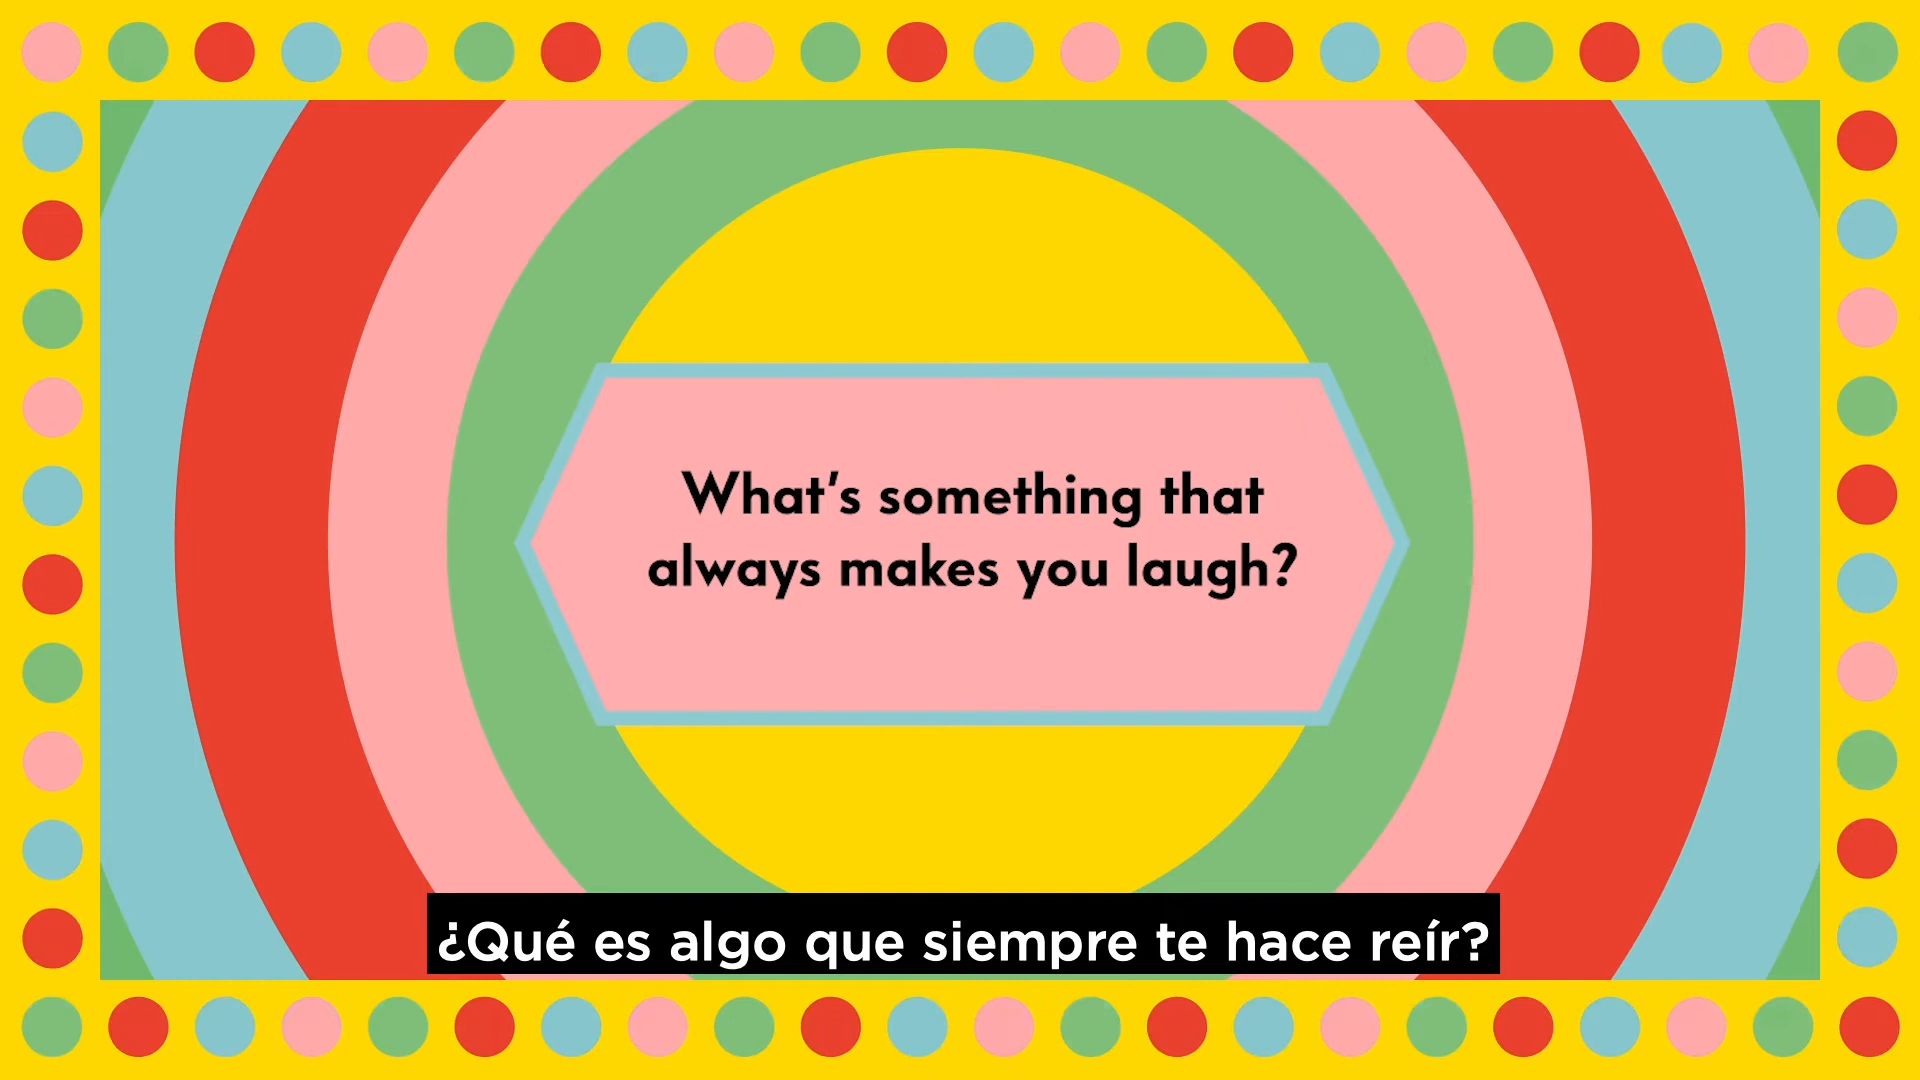 What's something that
always makes you laugh?
¿Qué es algo que siempre te hace reír?